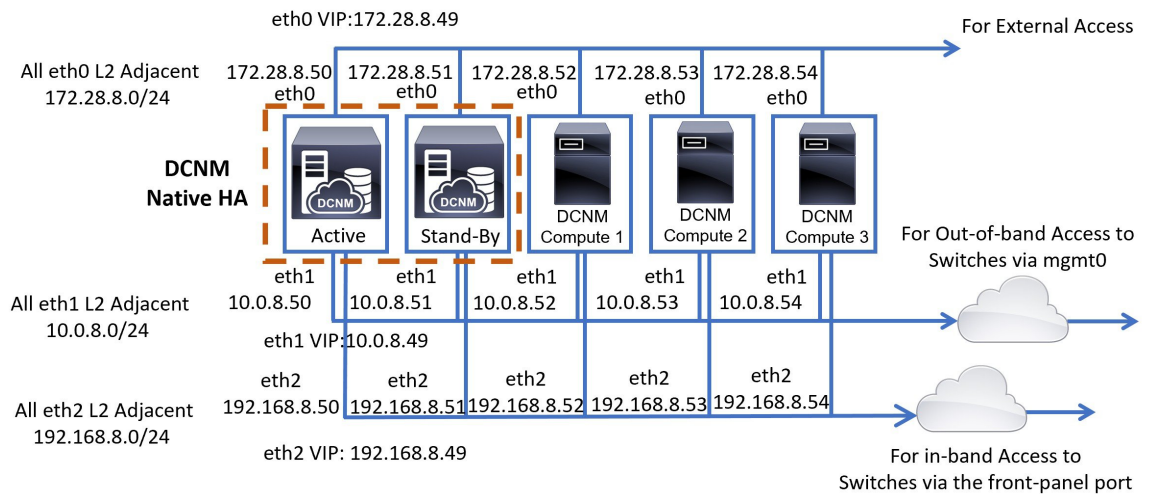 eth0 VIP:172.28.8.49
For External Access
All eth0 L2 Adjacent
172.28.8.0/24
172.28.8.50
eth0
172.28.8.51
eth0
172.28.8.52
eth0
172.28.8.53
eth0
172.28.8.54
eth0
DCNM
Native HA
DCNM
Active
DCNM
Stand-By
DCNM
Compute 1
DCNM
Compute 2
DCNM
Compute 3
For Out-of-band Access to
Switches via mgmt0
All eth1 L2 Adjacent
10.0.8.0/24
eth1
10.0.8.50
eth1
10.0.8.51
eth1
10.0.8.52
eth1
10.0.8.53
eth1
10.0.8.54
eth1 VIP:10.0.8.49
All eth2 L2 Adjacent
192.168.8.0/24
eth2
192.168.8.50
eth2
192.168.8.51
eth2
192.168.8.52
eth2
192.168.8.53
eth2
192.168.8.54
eth2 VIP: 192.168.8.49
For in-band Access to
Switches via the front-panel port